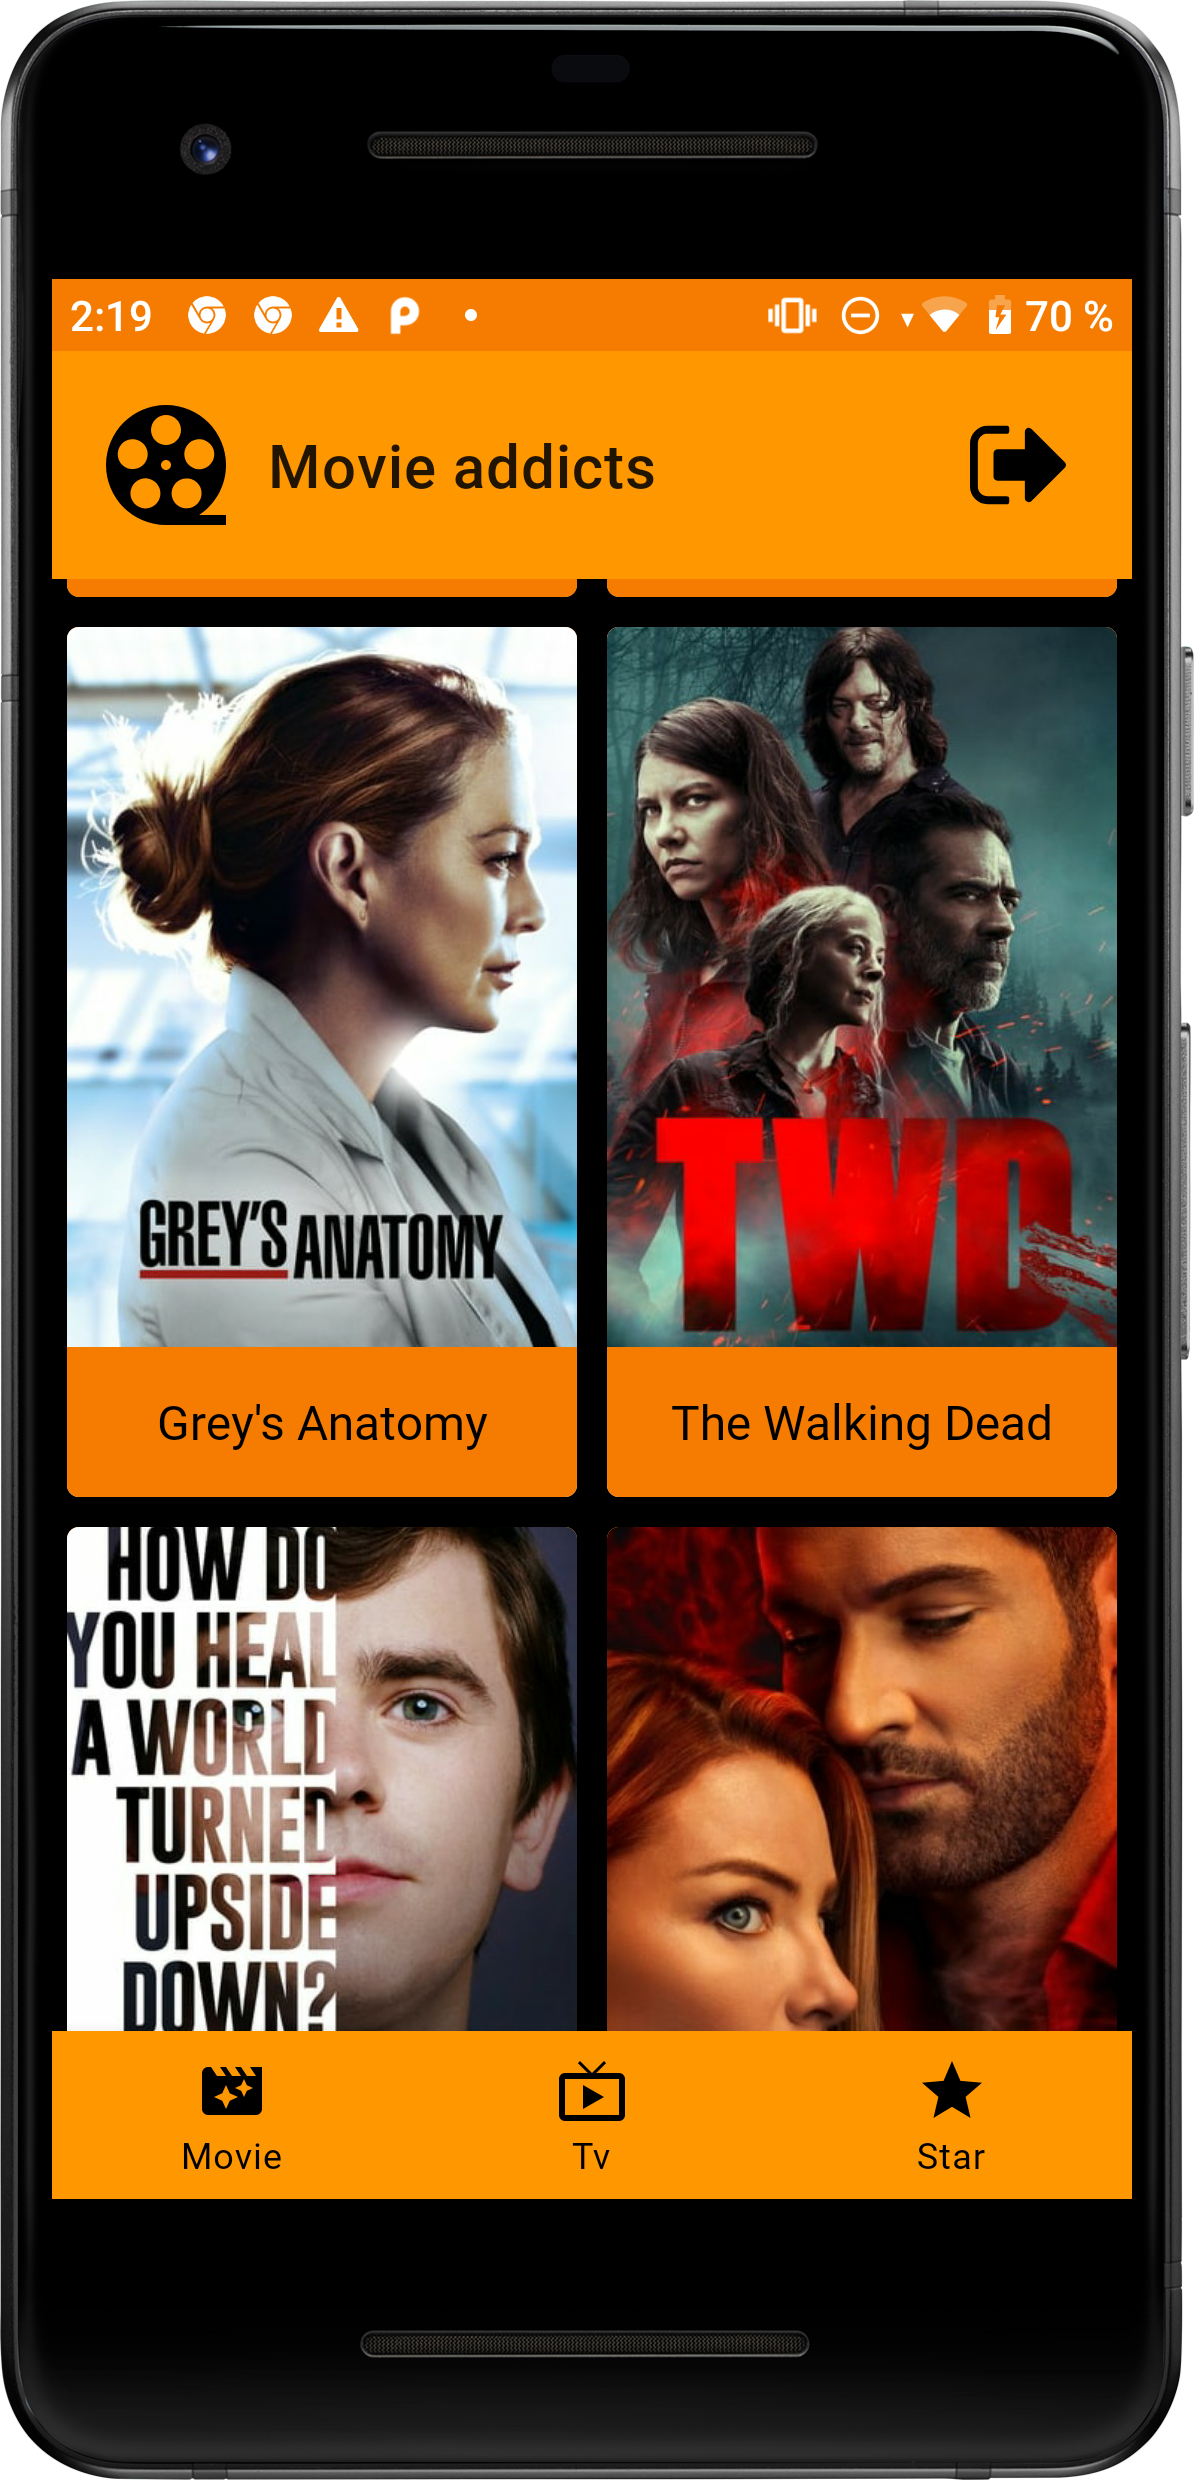 2:19
70 %
Movie addicts
GREY'S ANATOMY
TWD
Grey's Anatomy
The Walking Dead
HOW DO
YOU HEAL
A WORLD
TURNED
UPSIDE
DOWN?
Movie
Tv
Star